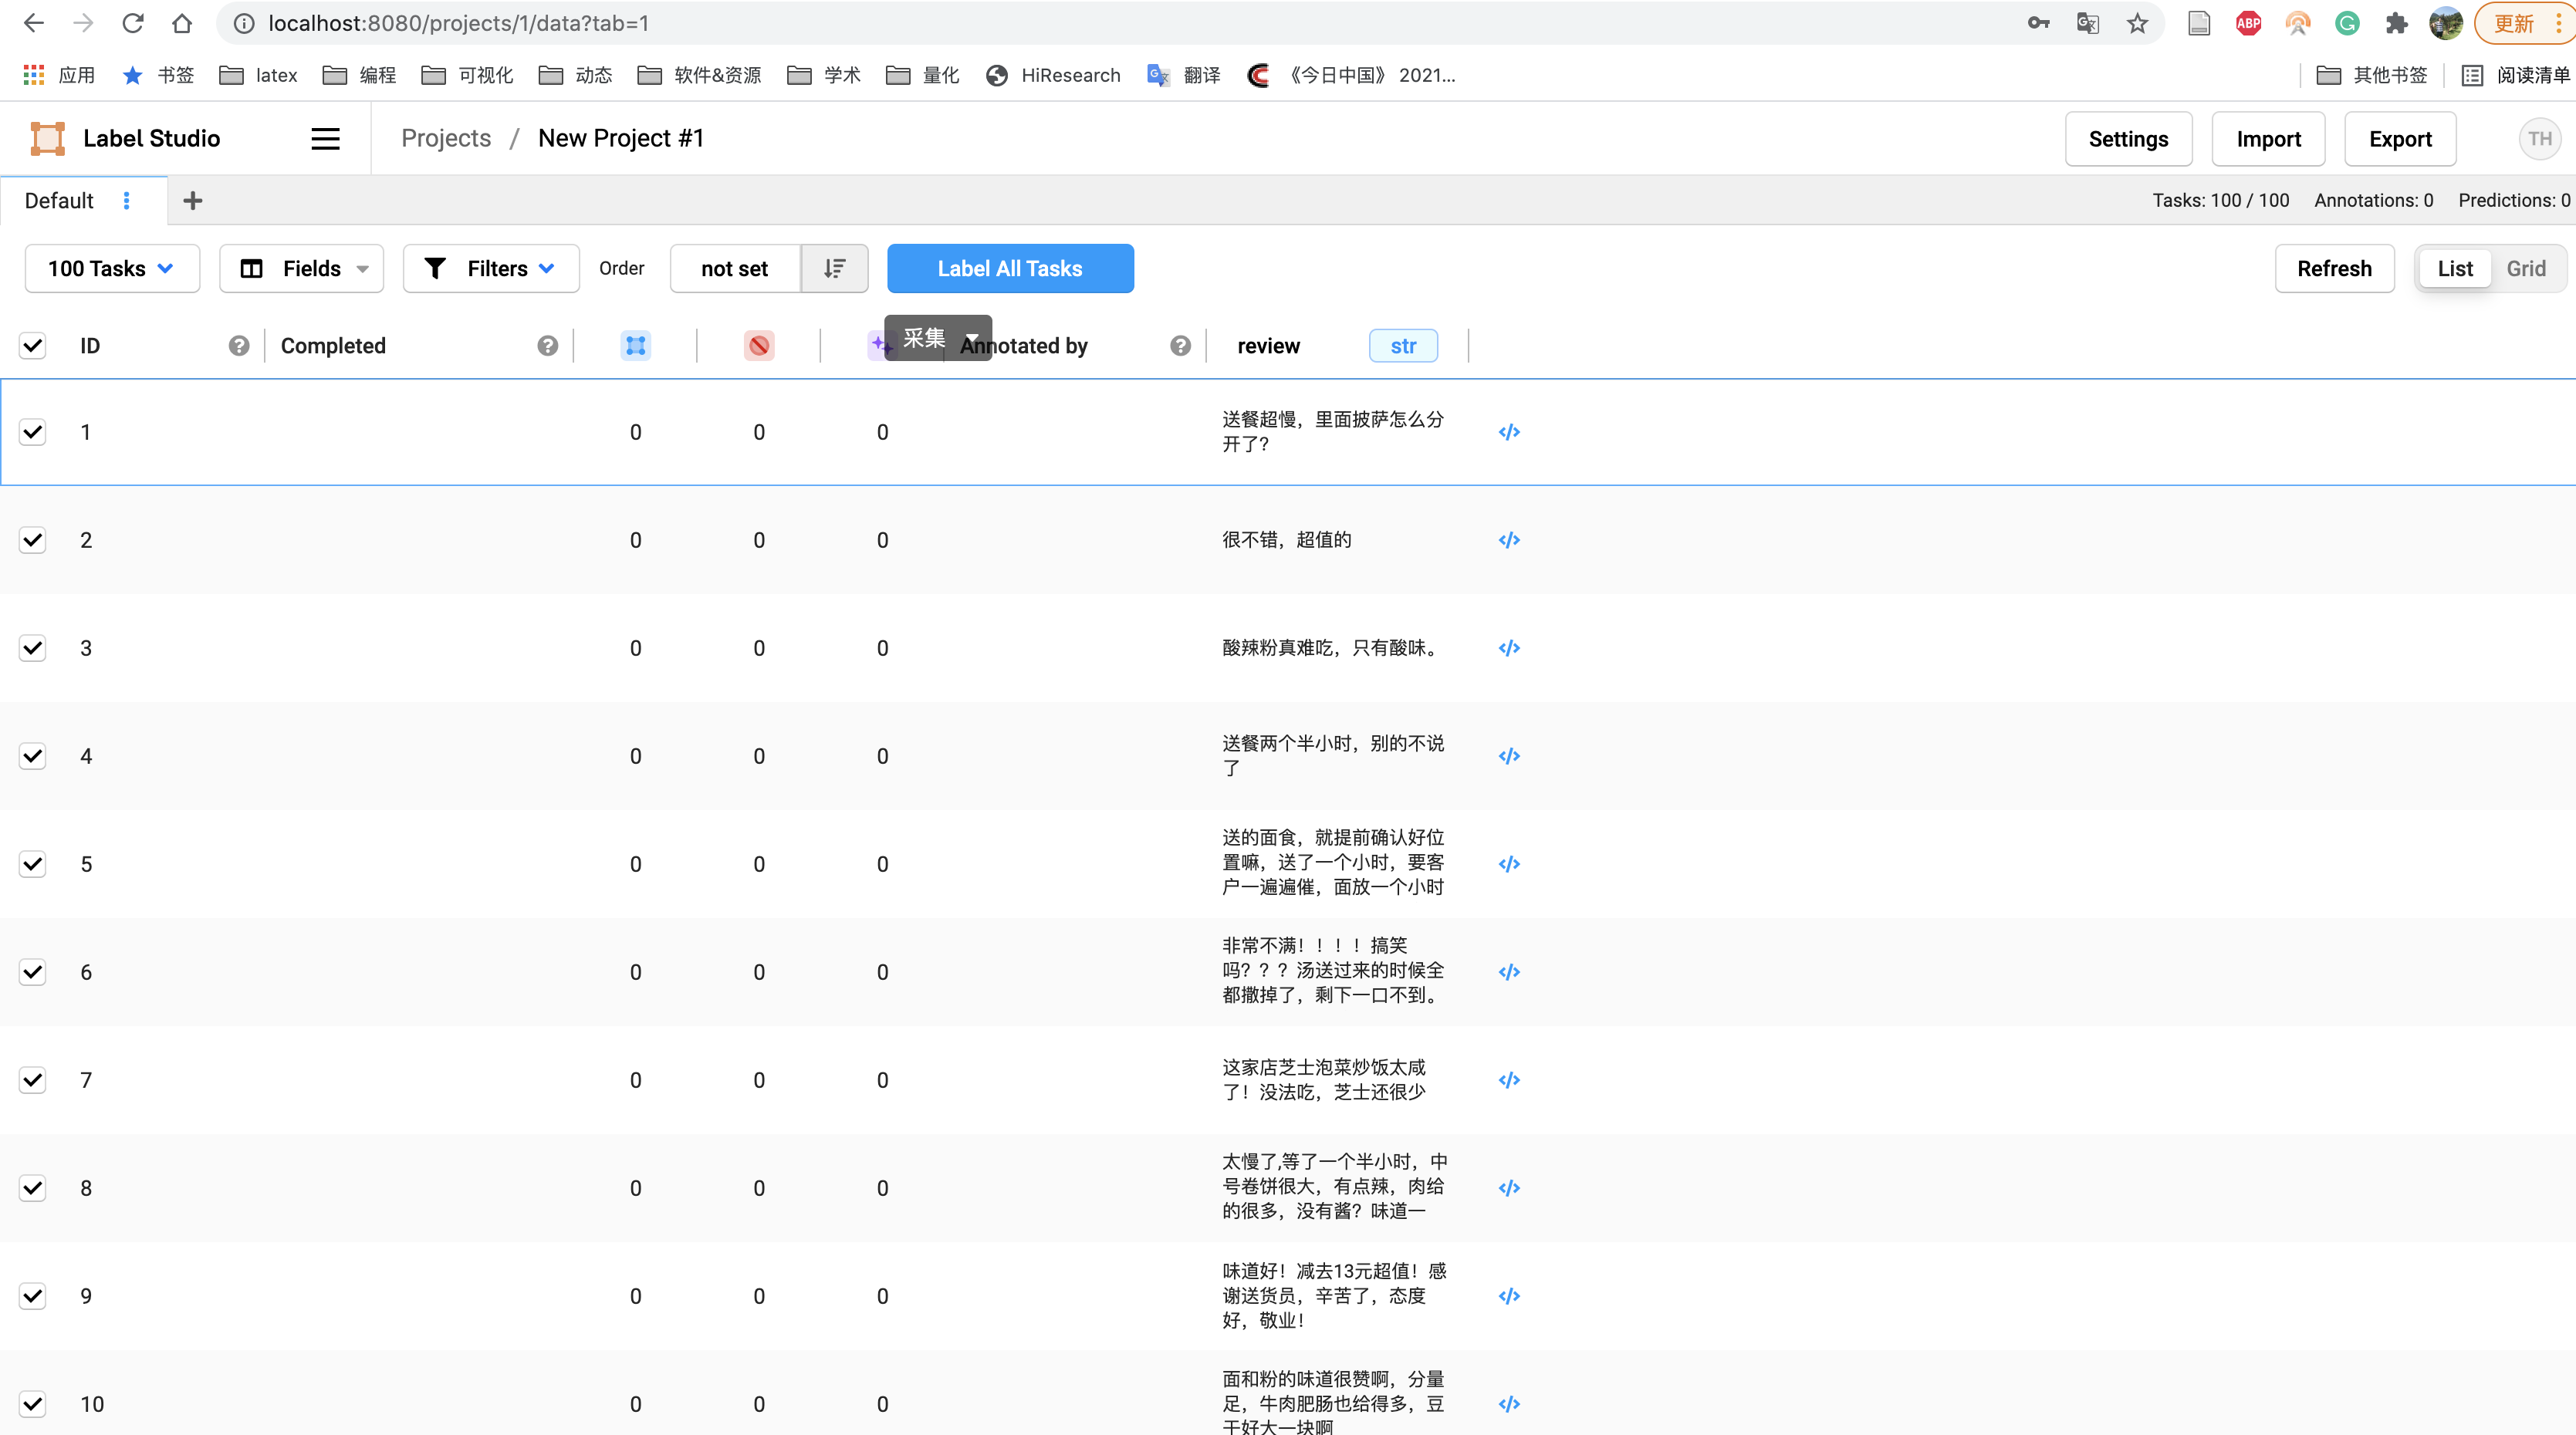 localhost:8080/projects/1/data?tab=1
ABP
更新
应用 书签 latex 编程 可视化 动态 软件&资源 学术 量化 HiResearch 翻译 《今日中国》 2021... 其他书签 阅读清单
Label Studio Projects / New Project #1 Settings Import Export TH
Default Tasks: 100 / 100 Annotations: 0 Predictions: 0
100 Tasks Fields Filters Order not set Label All Tasks Refresh List Grid
采集
ID Completed Annotated by review str
1 0 0 0
送餐超慢，里面披萨怎么分
开了?
2 0 0 0 很不错，超值的
3 0 0 0 酸辣粉真难吃，只有酸味。
4 0 0 0
送餐两个半小时，别的不说
了
5 0 0 0
送的面食，就提前确认好位
置嘛，送了一个小时，要客
户一遍遍催，面放一个小时
6 0 0 0
非常不满！！！！搞笑
吗？？？汤送过来的时候全
都撒掉了，剩下一口不到。
7 0 0 0
这家店芝士泡菜炒饭太咸
了！没法吃，芝士还很少
8 0 0 0
太慢了,等了一个半小时，中
号卷饼很大，有点辣，肉给
的很多，没有酱？味道一
9 0 0 0
味道好！减去13元超值！感
谢送货员，辛苦了，态度
好，敬业！
10 0 0 0
面和粉的味道很赞啊，分量
足，牛肉肥肠也给得多，豆
干好大一块啊